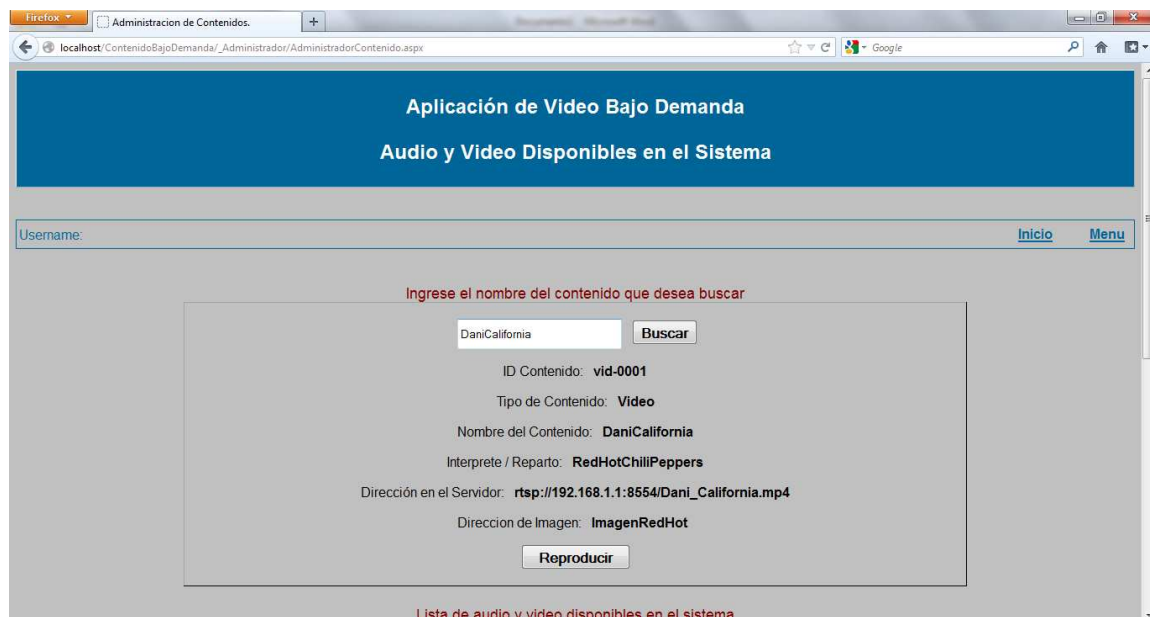 Firefox
Administracion de Contenidos.
+
localhost/ContenidoBajoDemanda/_Administrador/AdministradorContenido.aspx
Google
Aplicación de Video Bajo Demanda
Audio y Video Disponibles en el Sistema
Username: Inicio Menu
Ingrese el nombre del contenido que desea buscar
DaniCalifornia Buscar
ID Contenido: vid-0001
Tipo de Contenido: Video
Nombre del Contenido: DaniCalifornia
Interprete / Reparto: RedHotChiliPeppers
Dirección en el Servidor: rtsp://192.168.1.1:8554/Dani_California.mp4
Direccion de Imagen: ImagenRedHot
Reproducir
Lista de audio y video disponibles en el sistema